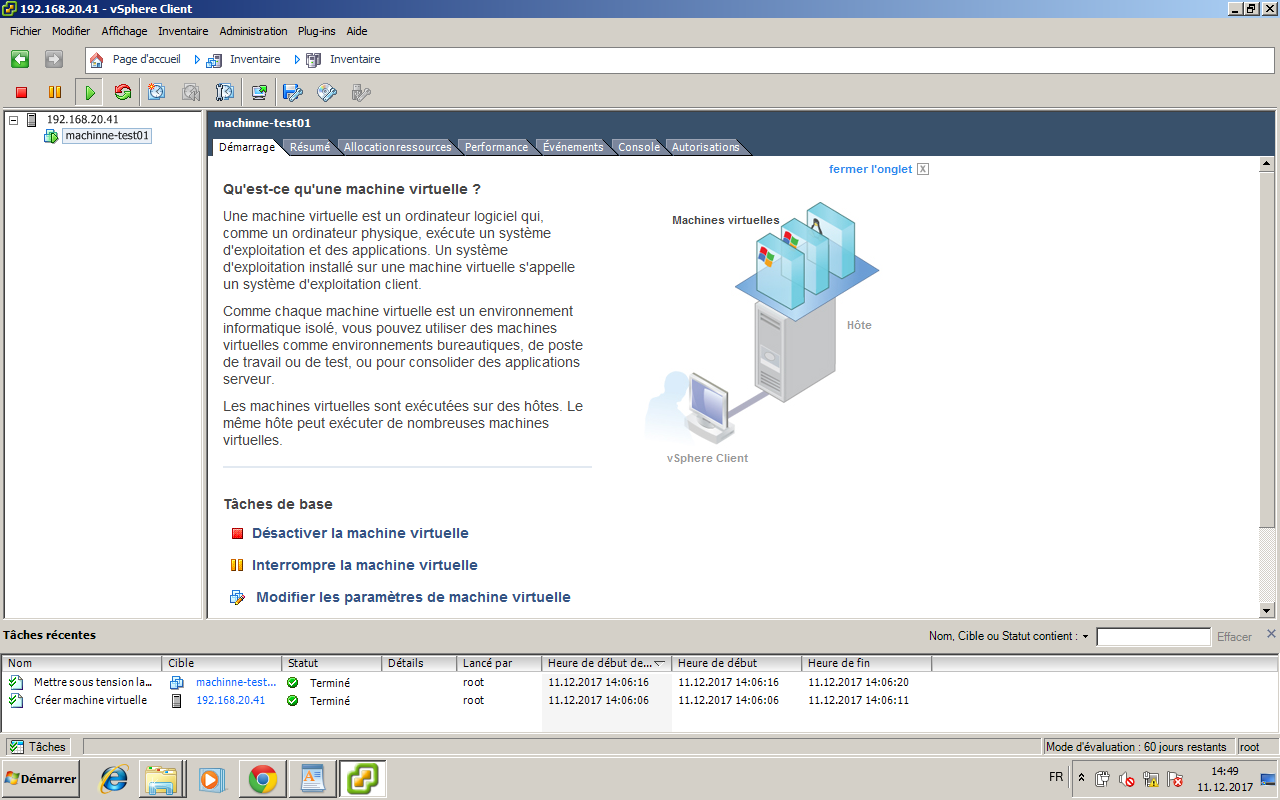 192.168.20.41 - vSphere Client
Fichier Modifier Affichage Inventaire Administration Plug-ins Aide
Page d'accueil Inventaire Inventaire
192.168.20.41
machinne-test01
machinne-test01
Démarrage Résumé Allocation ressources Performance Événements Console Autorisations
fermer l'onglet X
Qu'est-ce qu'une machine virtuelle ?
Une machine virtuelle est un ordinateur logiciel qui,
comme un ordinateur physique, exécute un système
d'exploitation et des applications. Un système
d'exploitation installé sur une machine virtuelle s'appelle
un système d'exploitation client.
Comme chaque machine virtuelle est un environnement
informatique isolé, vous pouvez utiliser des machines
virtuelles comme environnements bureautiques, de poste
de travail ou de test, ou pour consolider des applications
serveur.
Les machines virtuelles sont exécutées sur des hôtes. Le
même hôte peut exécuter de nombreuses machines
virtuelles.
Machines virtuelles
Hôte
vSphere Client
Tâches de base
Désactiver la machine virtuelle
Interrompre la machine virtuelle
Modifier les paramètres de machine virtuelle
Tâches récentes
Nom, Cible ou Statut contient :
Effacer
Nom Cible Statut Détails Lancé par Heure de début de... Heure de début Heure de fin
Mettre sous tension la... machinne-test... Terminé root 11.12.2017 14:06:16 11.12.2017 14:06:16 11.12.2017 14:06:20
Créer machine virtuelle 192.168.20.41 Terminé root 11.12.2017 14:06:06 11.12.2017 14:06:06 11.12.2017 14:06:11
Tâches
Mode d'évaluation : 60 jours restants root
Démarrer
FR
14:49
11.12.2017